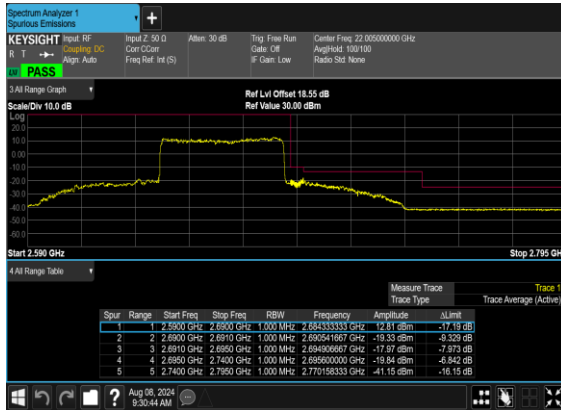 Spectrum Analyzer 1
Spurious Emissions
+
KEYSIGHT
R T
LW PASS
Input: RF
Coupling: DC
Align: Auto
Input Z: 50 Ω
Corr CCorr
Freq Ref: Int (S)
Atten: 30 dB
Trig: Free Run
Gate: Off
IF Gain: Low
Center Freq: 22.005000000 GHz
Avg|Hold: 100/100
Radio Std: None
3 All Range Graph
Scale/Div 10.0 dB
Ref Lvl Offset 18.55 dB
Ref Value 30.00 dBm
Log
20.0
10.0
0.00
-10.0
-20.0
-30.0
-40.0
-50.0
-60.0
Start 2.590 GHz
Stop 2.795 GH
4 All Range Table
Measure Trace Trace 1
Trace Type Trace Average (Active)
Spur Range Start Freq Stop Freq RBW Frequency Amplitude ΔLimit
1 1 2.5900 GHz 2.6900 GHz 1.000 MHz 2.684333333 GHz 12.81 dBm -17.19 dB
2 2 2.6900 GHz 2.6910 GHz 1.000 MHz 2.690541667 GHz -19.33 dBm -9.329 dB
3 3 2.6910 GHz 2.6950 GHz 1.000 MHz 2.694906667 GHz -17.97 dBm -7.973 dB
4 4 2.6950 GHz 2.7400 GHz 1.000 MHz 2.695600000 GHz -19.84 dBm -6.842 dB
5 5 2.7400 GHz 2.7950 GHz 1.000 MHz 2.770158333 GHz -41.15 dBm -16.15 dB
?
Aug 08, 2024
9:30:44 AM